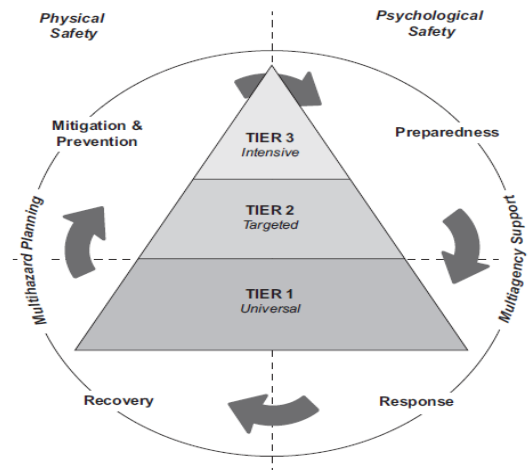 Physical
Safety
Psychological
Safety
Mitigation &
Prevention
Preparedness
TIER 3
Intensive
TIER 2
Targeted
TIER 1
Universal
Multihazard Planning
Multiagency Support
Recovery
Response